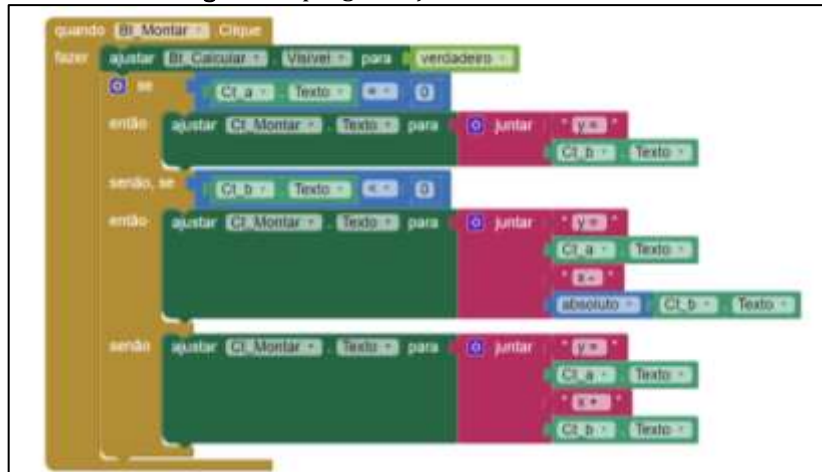 quando Bt_Montar Clique
fazer ajustar Bt_Calcular . Visível para verdadeiro
se Ct_a . Texto = 0
então ajustar Ct_Montar . Texto para juntar " y = "
Ct_b . Texto
senão, se Ct_b . Texto < 0
então ajustar Ct_Montar . Texto para juntar " y = "
Ct_a . Texto
" x - "
absoluto Ct_b . Texto
senão ajustar Ct_Montar . Texto para juntar " y = "
Ct_a . Texto
" x + "
Ct_b . Texto